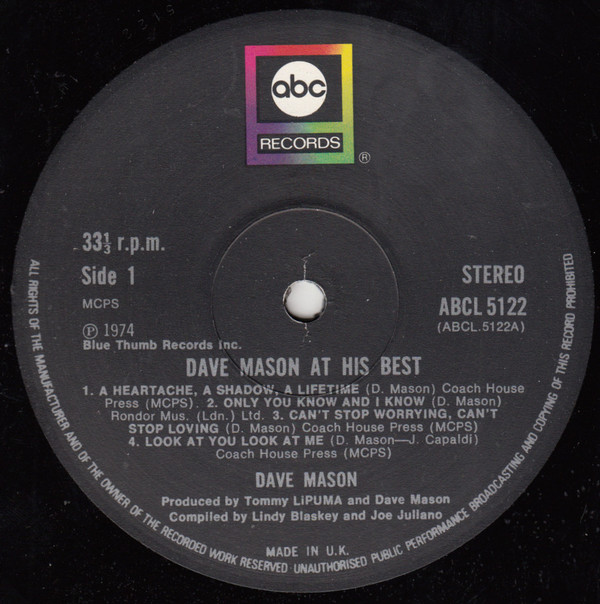 abc
RECORDS
®
33⅓ r.p.m.
Side 1
MCPS
STEREO
ABCL 5122
(ABCL.5122A)
Ⓟ 1974
Blue Thumb Records Inc.
DAVE MASON AT HIS BEST
1. A HEARTACHE, A SHADOW, A LIFETIME (D. Mason) Coach House
Press (MCPS). 2. ONLY YOU KNOW AND I KNOW (D. Mason)
Rondor Mus. (Ldn.) Ltd. 3. CAN'T STOP WORRYING, CAN'T
STOP LOVING (D. Mason) Coach House Press (MCPS)
4. LOOK AT YOU LOOK AT ME (D. Mason—J. Capaldi)
Coach House Press (MCPS)
DAVE MASON
Produced by Tommy LiPUMA and Dave Mason
Compiled by Lindy Blaskey and Joe Juliano
MADE IN U.K.
ALL RIGHTS OF THE MANUFACTURER AND OF THE OWNER OF THE RECORDED WORK RESERVED·UNAUTHORISED PUBLIC PERFORMANCE BROADCASTING AND COPYING OF THIS RECORD PROHIBITED